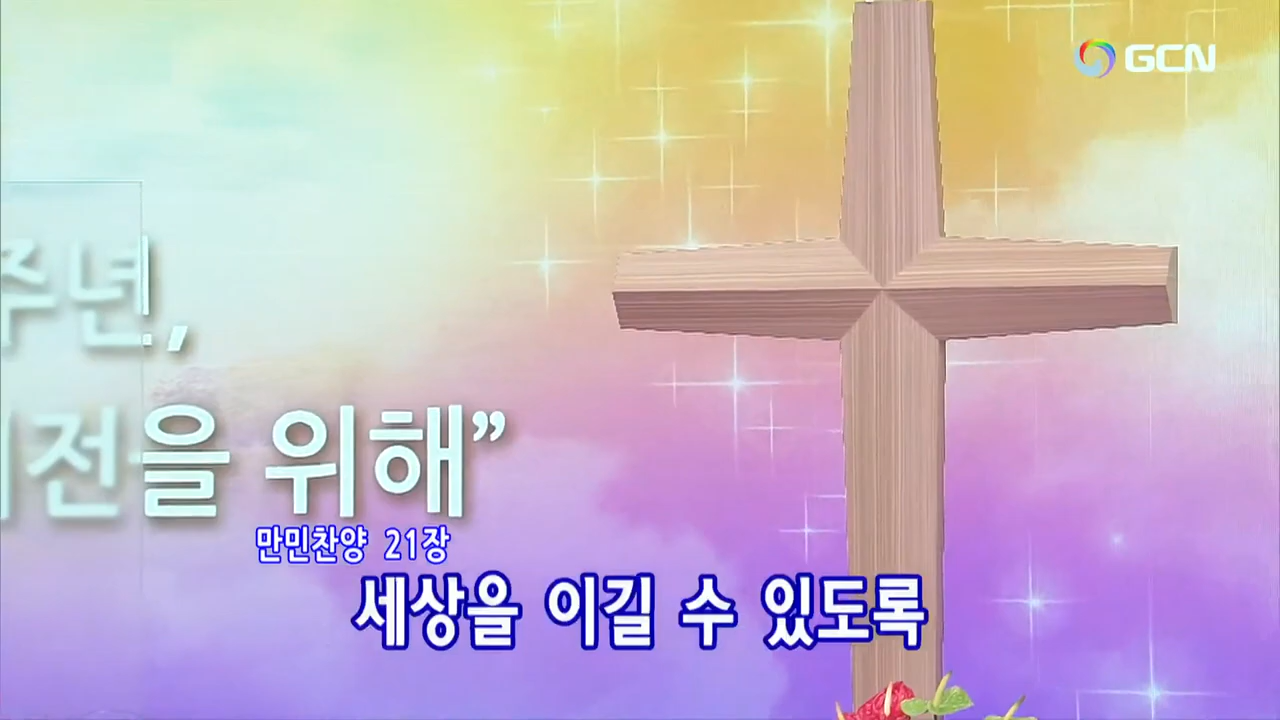 GCN
주년,
전을 위해”
만민찬양 21장
세상을 이길 수 있도록